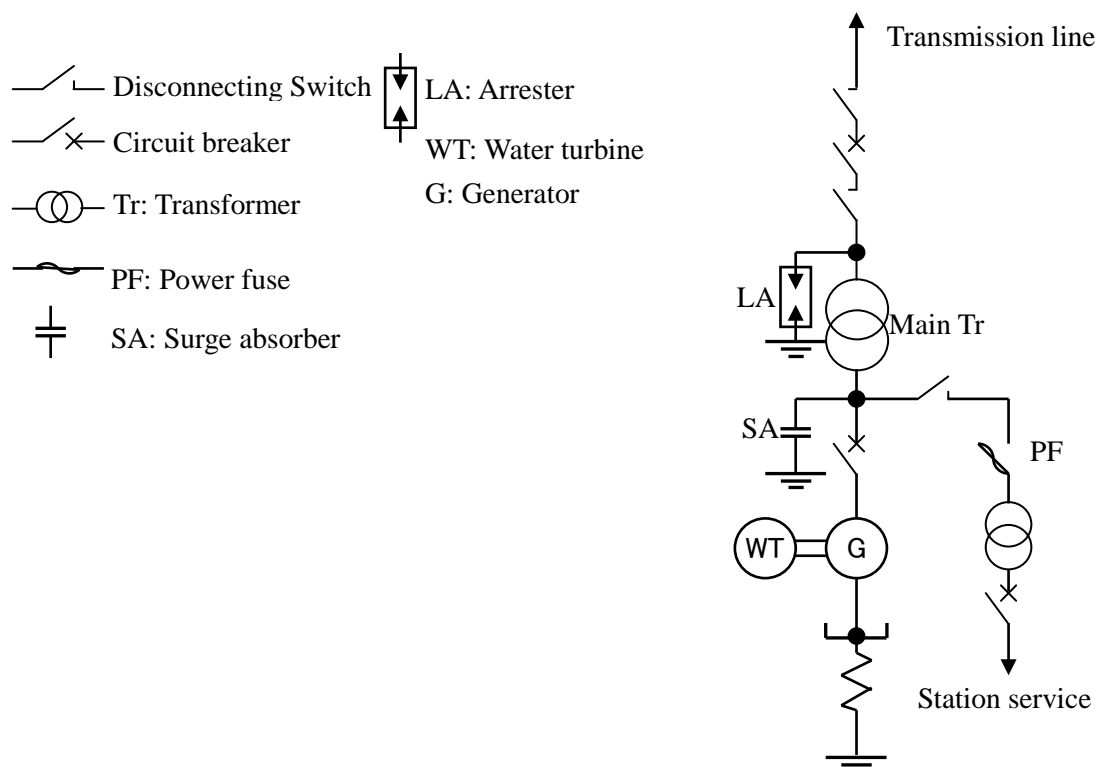 Transmission line
Disconnecting Switch
LA: Arrester
Circuit breaker
WT: Water turbine
G: Generator
Tr: Transformer
PF: Power fuse
SA: Surge absorber
LA
Main Tr
SA
PF
WT
G
Station service